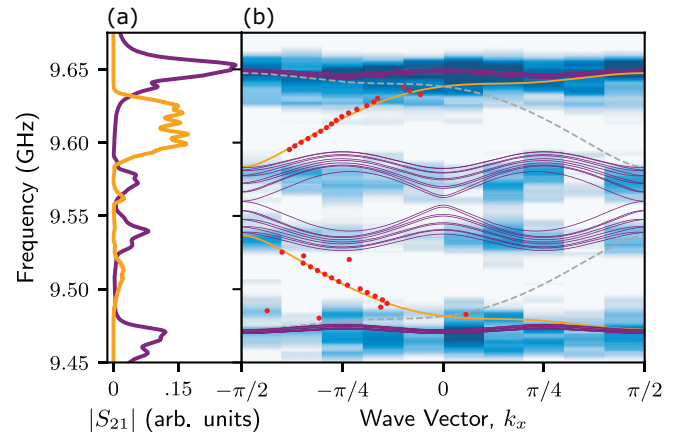 (a)
(b)
Frequency (GHz)
9.65
9.60
9.55
9.50
9.45
0
.15
|S₂₁| (arb. units)
−π/2
−π/4
0
π/4
π/2
Wave Vector, kₓ